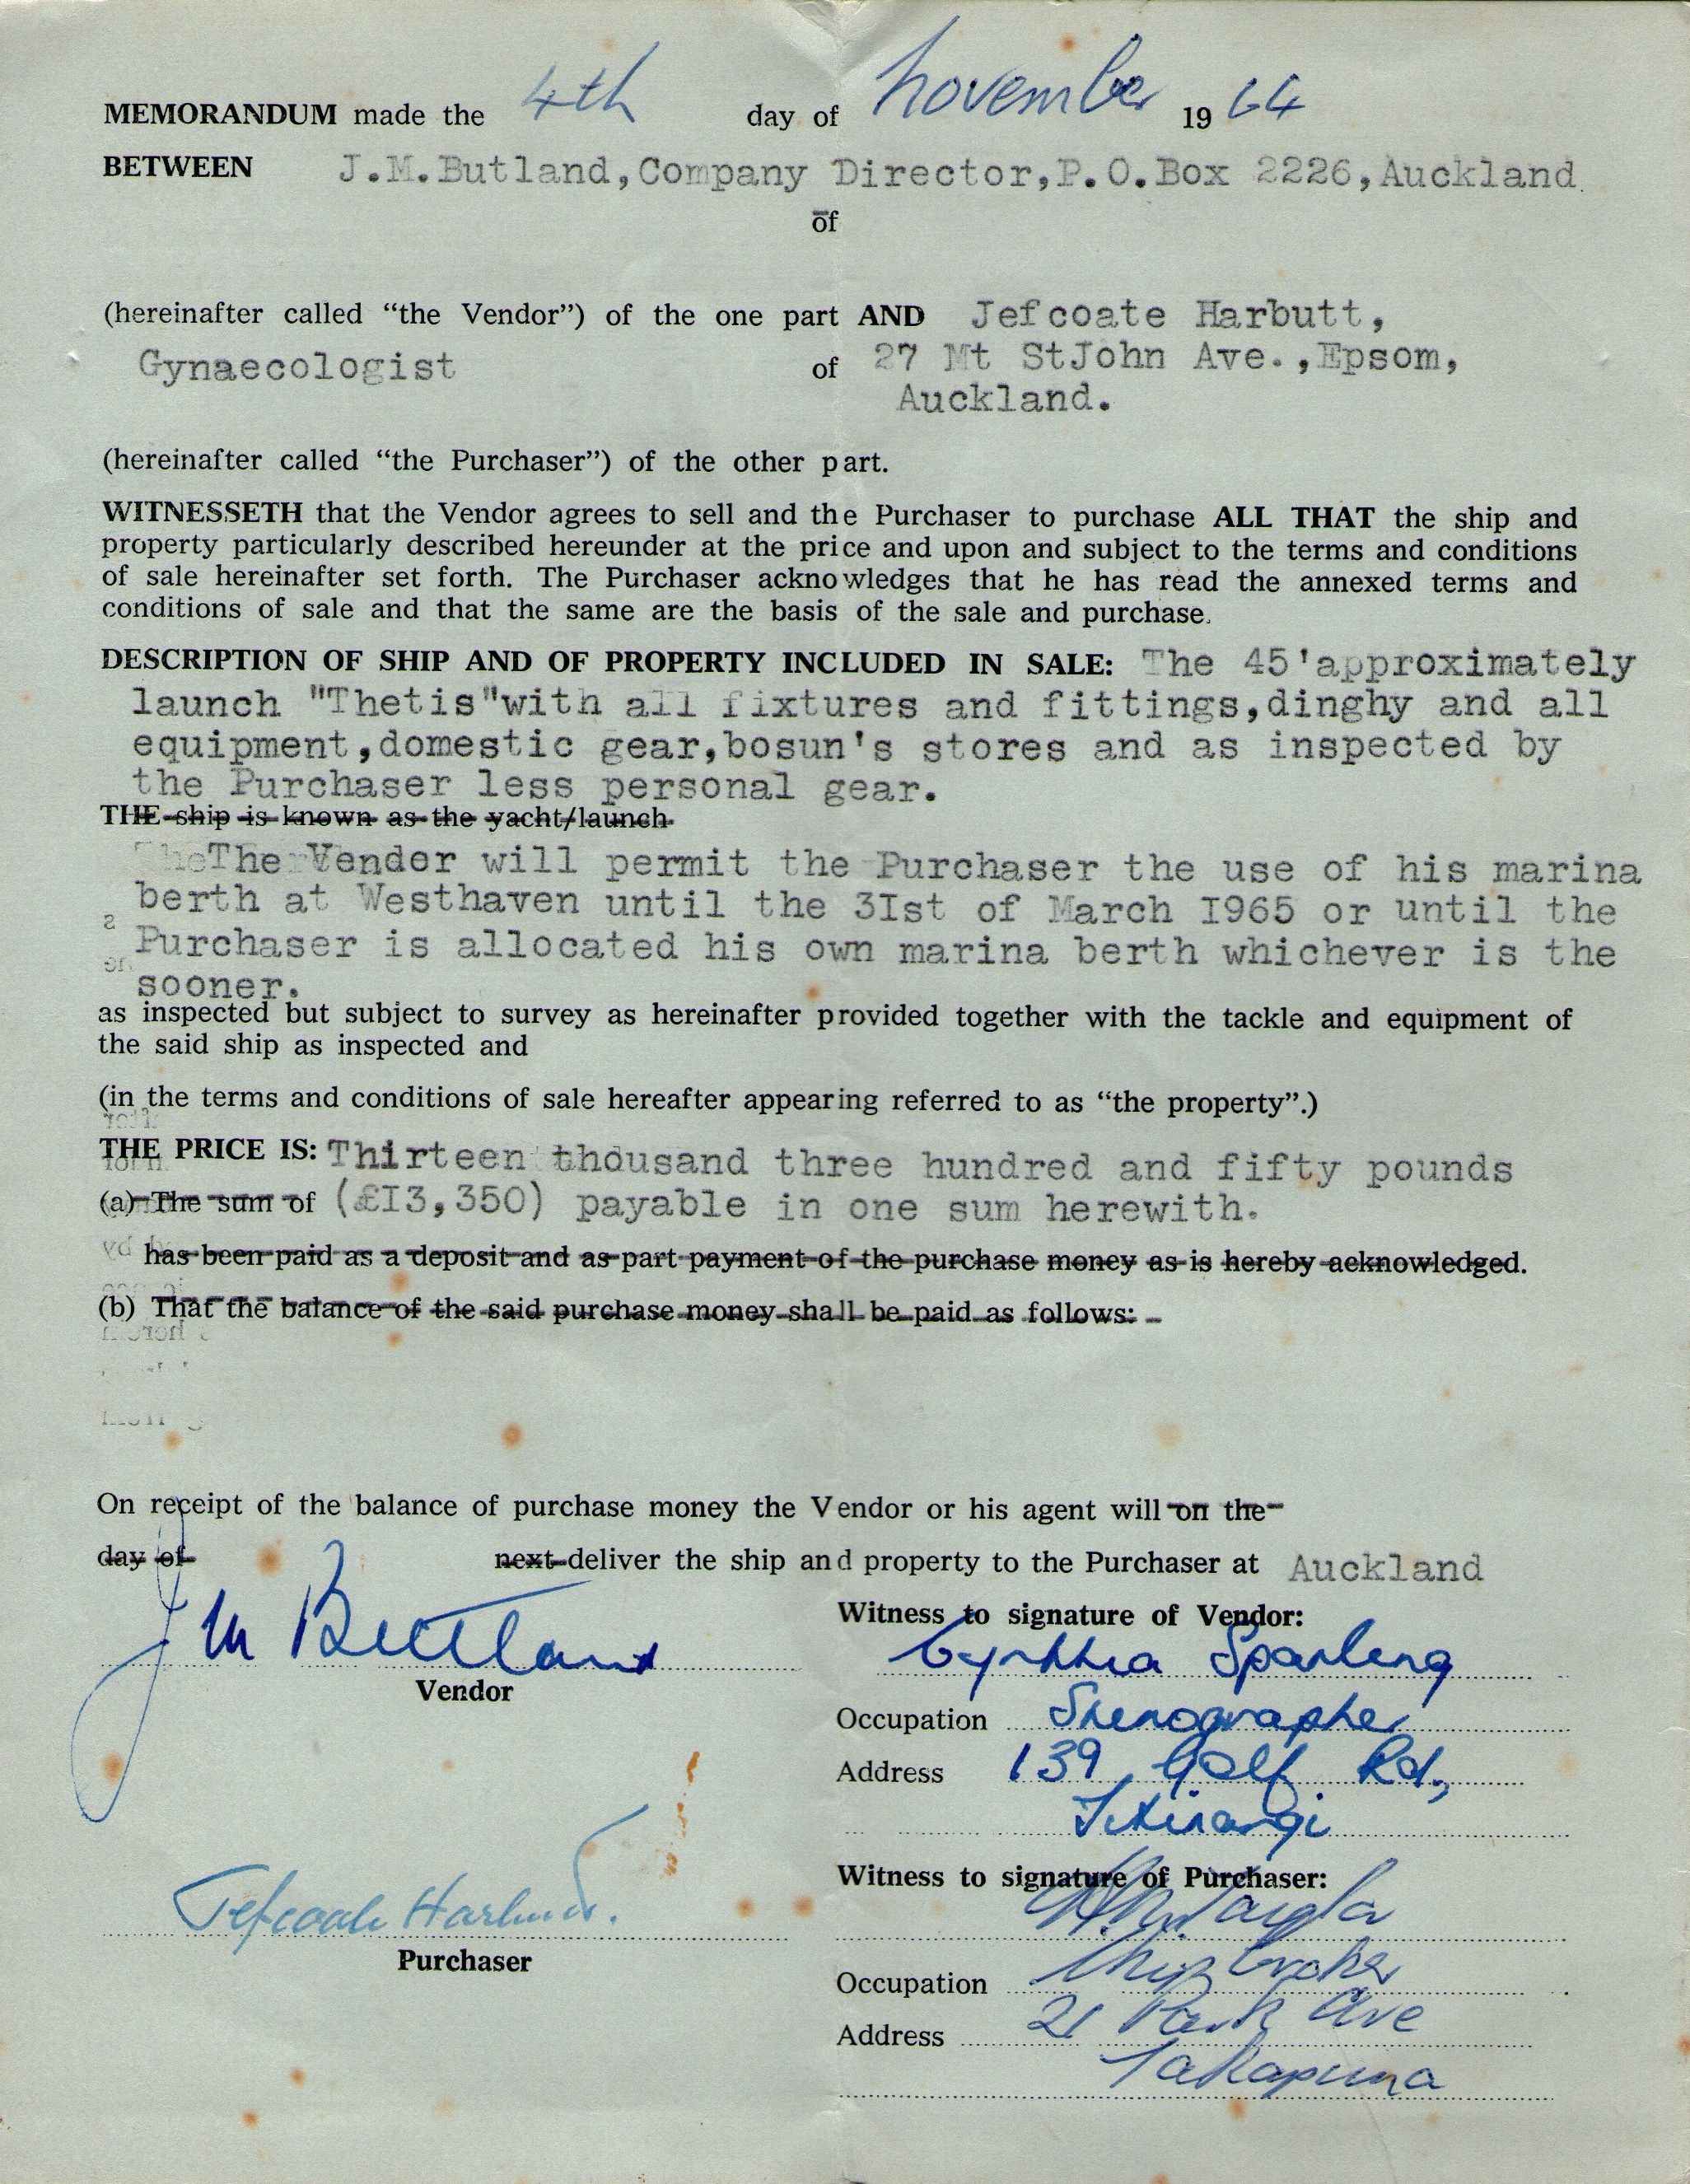 MEMORANDUM made the 4th day of November 19 64
BETWEEN J.M.Butland,Company Director,P.O.Box 2226,Auckland.
of
(hereinafter called “the Vendor”) of the one part AND Jefcoate Harbutt,
Gynaecologist of 27 Mt StJohn Ave.,Epsom,
Auckland.
(hereinafter called “the Purchaser”) of the other part.
WITNESSETH that the Vendor agrees to sell and the Purchaser to purchase ALL THAT the ship and
property particularly described hereunder at the price and upon and subject to the terms and conditions
of sale hereinafter set forth. The Purchaser acknowledges that he has read the annexed terms and
conditions of sale and that the same are the basis of the sale and purchase.
DESCRIPTION OF SHIP AND OF PROPERTY INCLUDED IN SALE: The 45'approximately
launch "Thetis"with all fixtures and fittings,dinghy and all
equipment,domestic gear,bosun's stores and as inspected by
the Purchaser less personal gear.
THE ship is known as the yacht/launch
The Vender will permit the Purchaser the use of his marina
berth at Westhaven until the 3Ist of March I965 or until the
Purchaser is allocated his own marina berth whichever is the
sooner.
as inspected but subject to survey as hereinafter provided together with the tackle and equipment of
the said ship as inspected and
(in the terms and conditions of sale hereafter appearing referred to as “the property”.)
THE PRICE IS: Thirteen thousand three hundred and fifty pounds
(a) The sum of (£I3,350) payable in one sum herewith.
has been paid as a deposit and as part payment of the purchase money as is hereby acknowledged.
(b) That the balance of the said purchase money shall be paid as follows:
On receipt of the balance of purchase money the Vendor or his agent will on the
day of next deliver the ship and property to the Purchaser at Auckland
Witness to signature of Vendor:
J M Butland Cynthia Sparling
Vendor
Occupation Stenographer
Address 139 Golf Rd,
Titirangi
Witness to signature of Purchaser:
Jefcoate Harbutt.
Purchaser
Occupation Shipbroker
Address 21 Park Ave
Takapuna